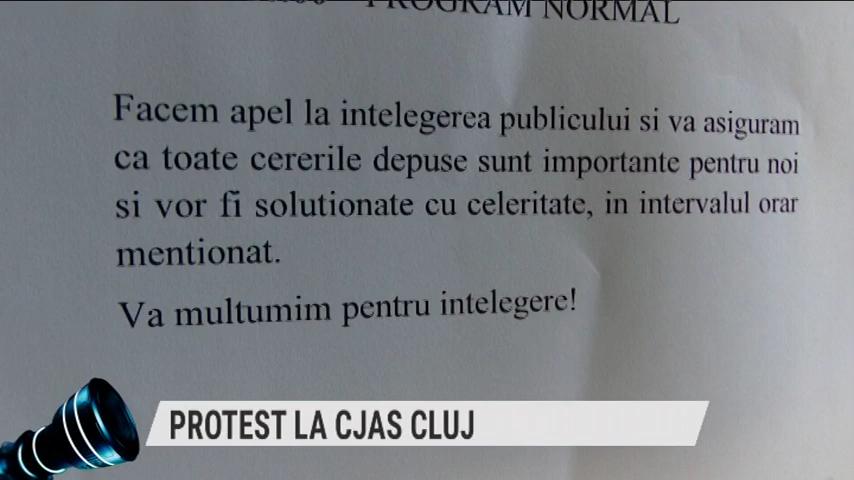 PROGRAM NORMAL
Facem apel la intelegerea publicului si va asiguram
ca toate cererile depuse sunt importante pentru noi
si vor fi solutionate cu celeritate, in intervalul orar
mentionat.
Va multumim pentru intelegere!
PROTEST LA CJAS CLUJ